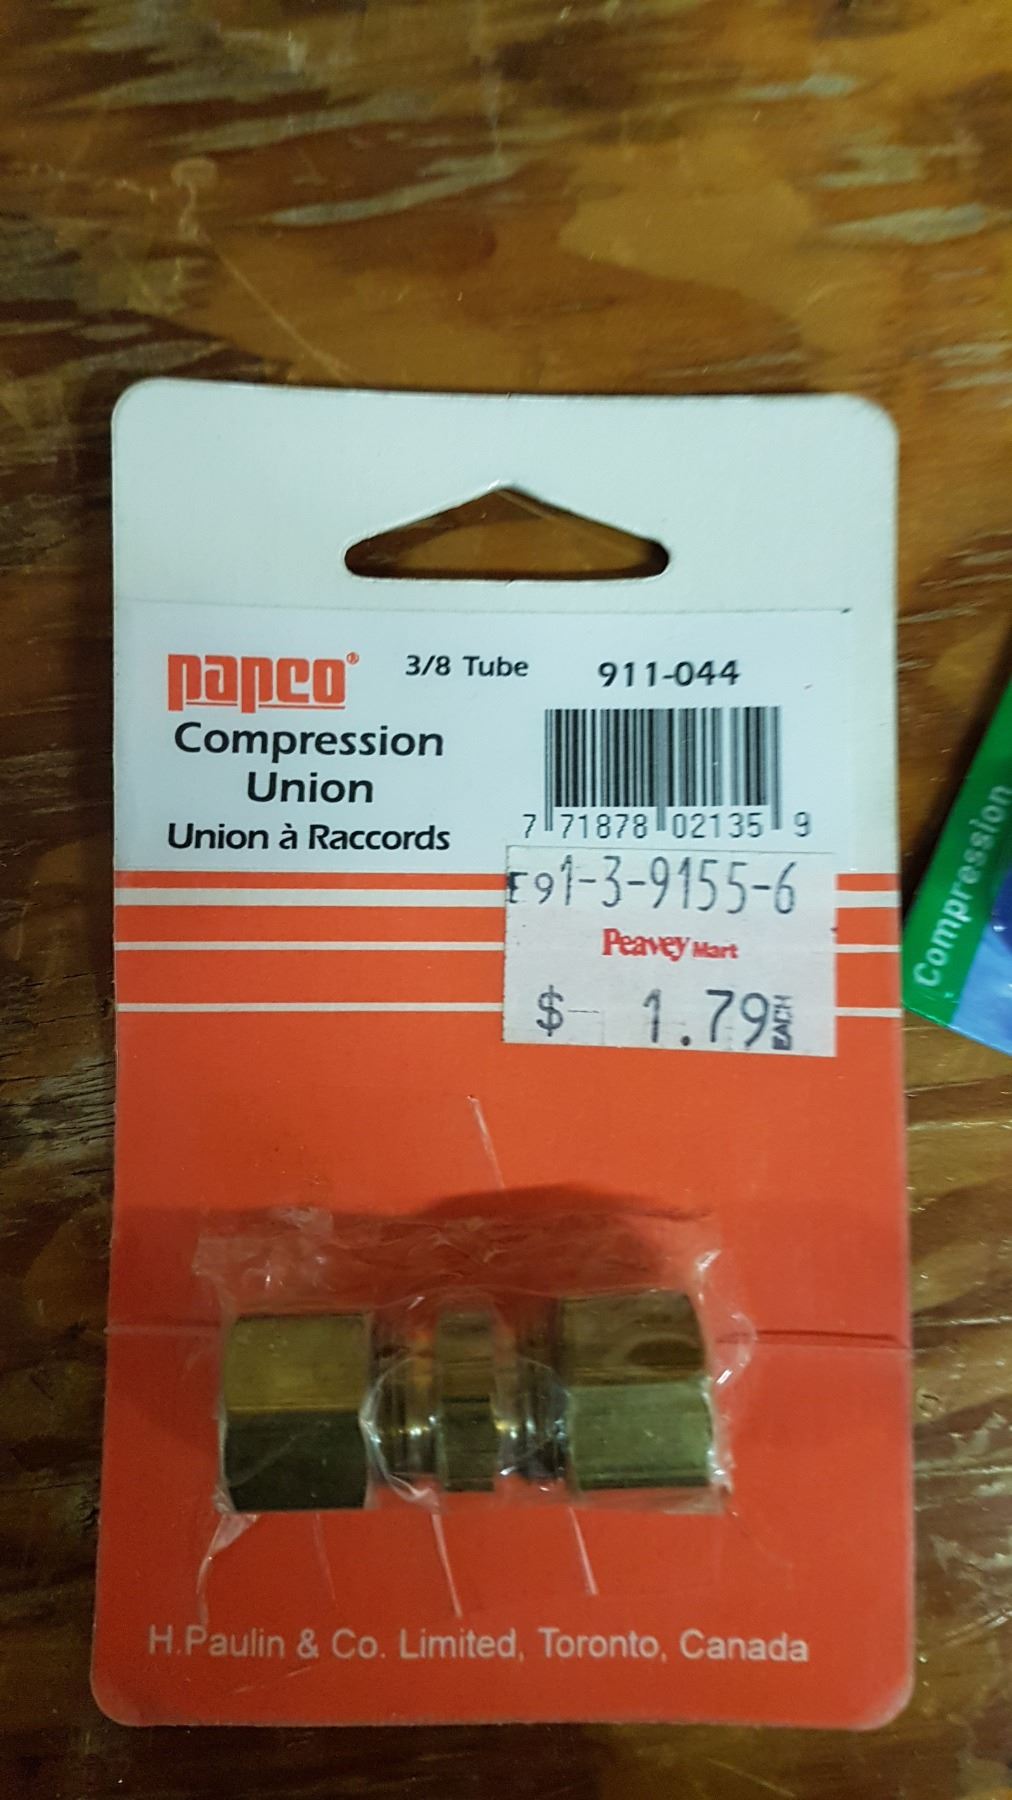 papco® 3/8 Tube 911-044
Compression
Union
Union à Raccords
7 71878 02135 9
E91-3-9155-6
Peavey Mart
$ 1.79 EACH
H.Paulin & Co. Limited, Toronto, Canada
Compression